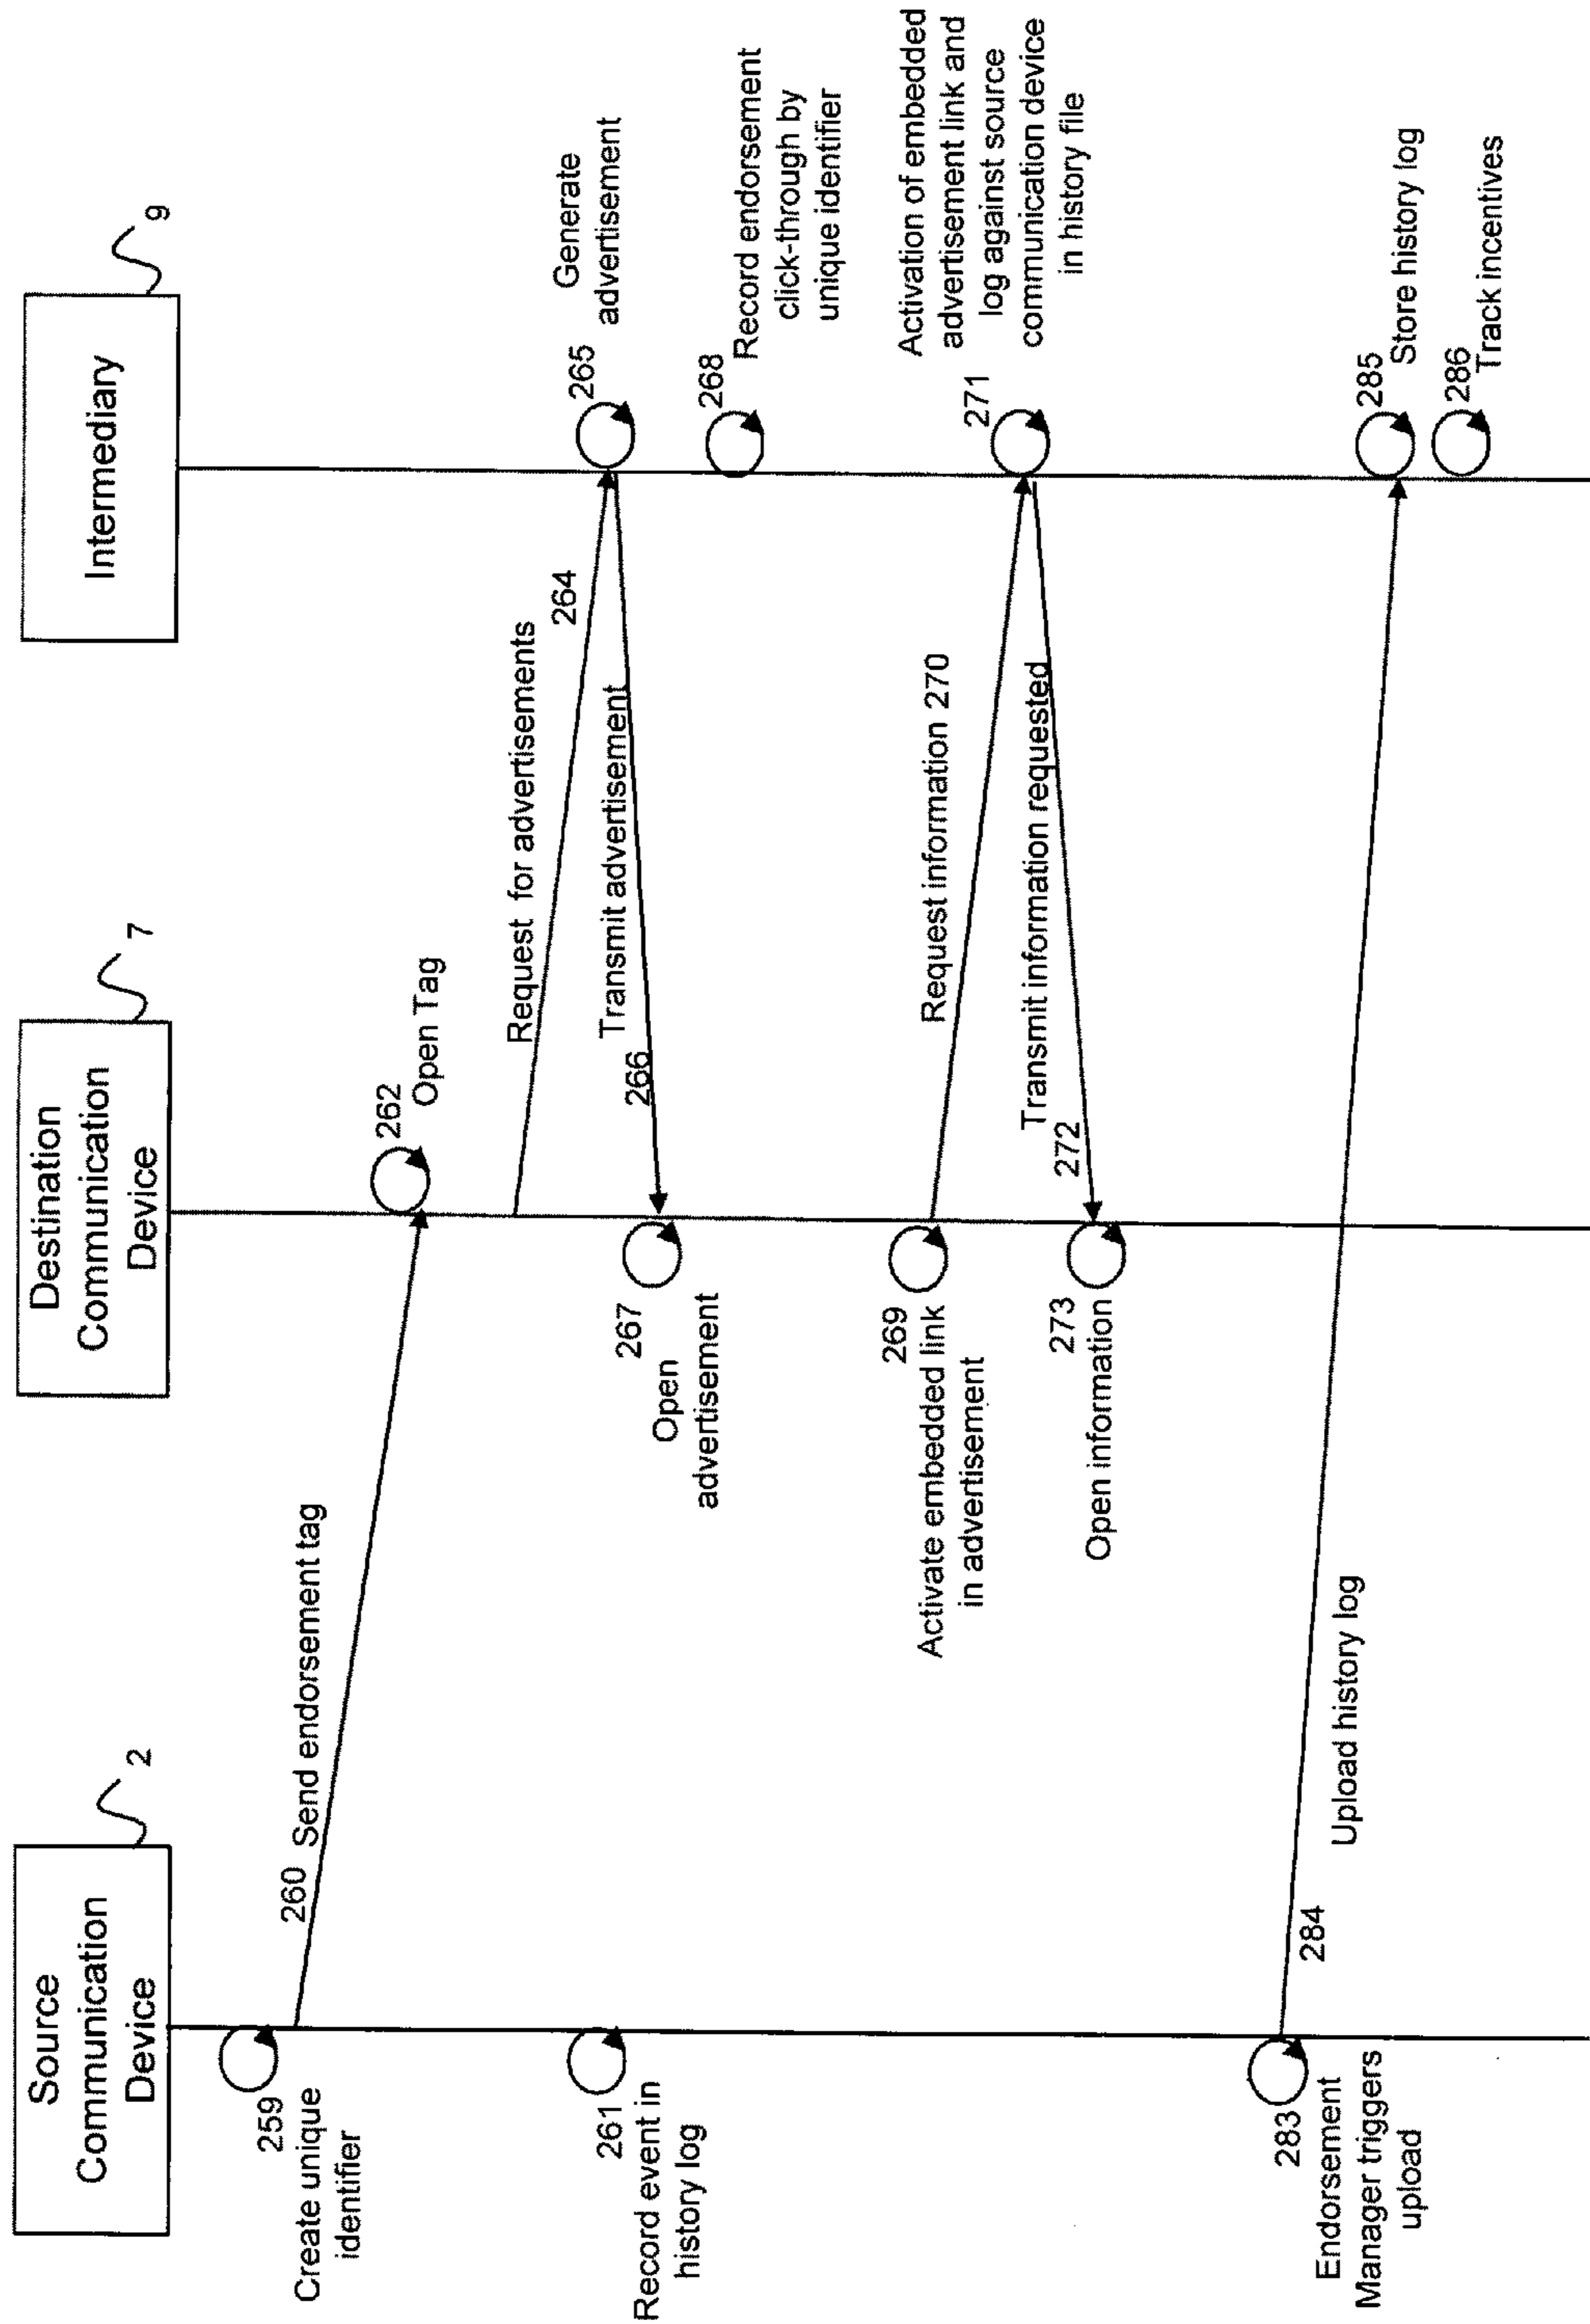 Source
Communication
Device
2
Destination
Communication
Device
7
Intermediary
9
259
Create unique
identifier
260 Send endorsement tag
261
Record event in
history log
262
Open Tag
Request for advertisements
264
265
Generate
advertisement
Transmit advertisement
266
267
Open
advertisement
268
Record endorsement
click-through by
unique identifier
269
Activate embedded link
in advertisement
Request information 270
271
Activation of embedded
advertisement link and
log against source
communication device
in history file
Transmit information requested
272
273
Open information
283
Endorsement
Manager triggers
upload
284
Upload history log
285
Store history log
286
Track incentives